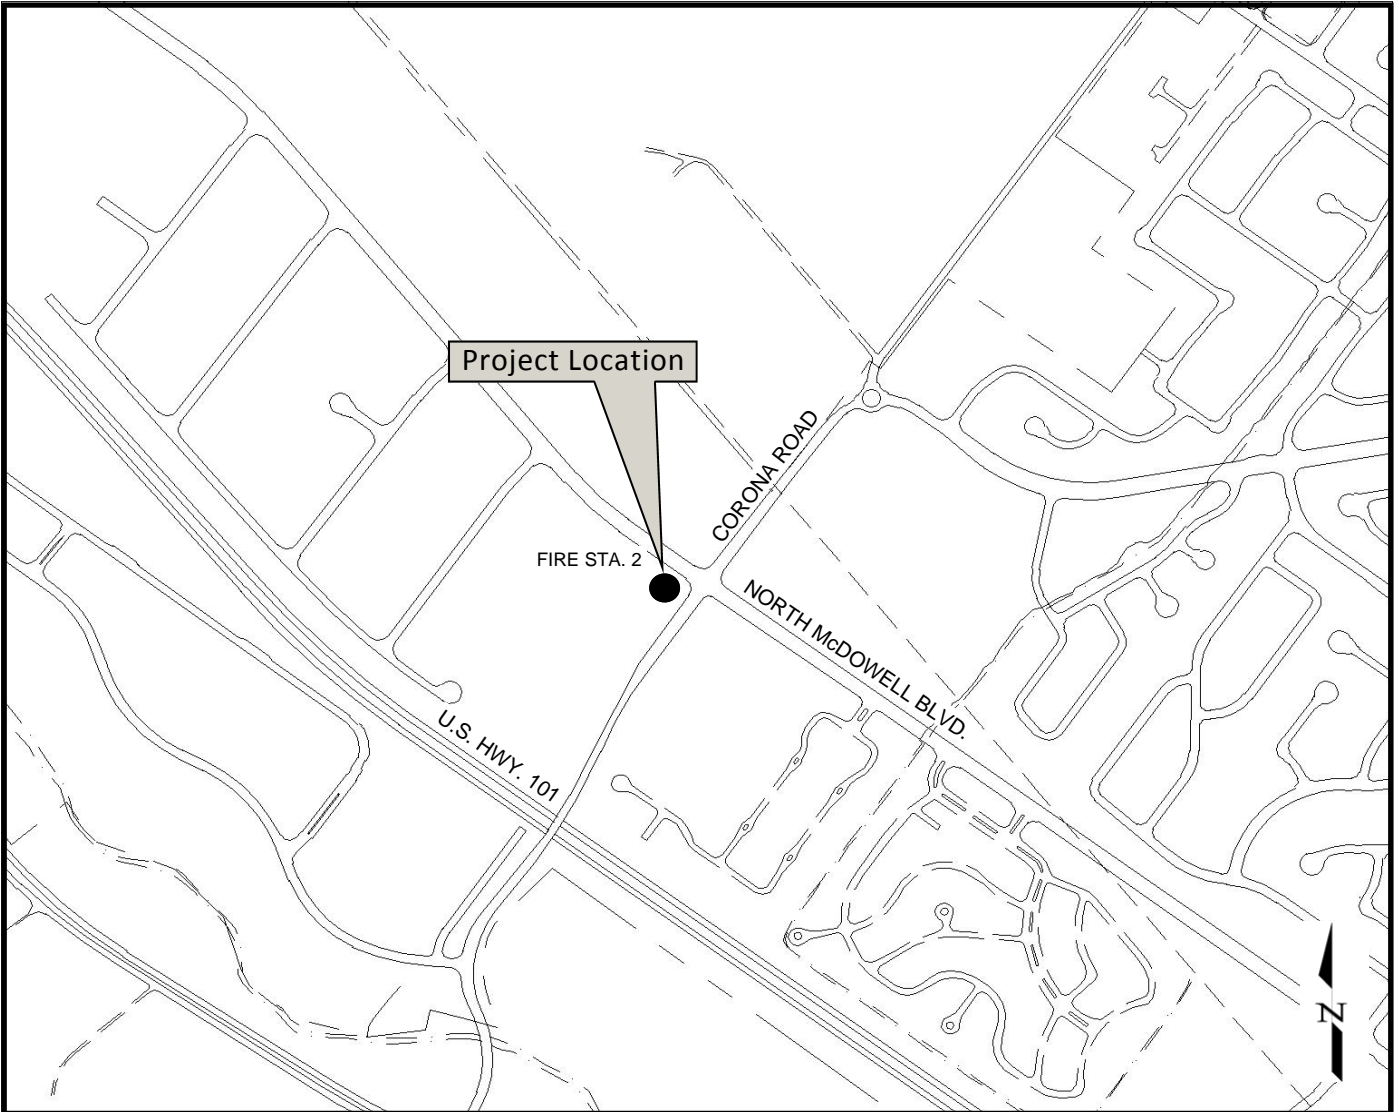 Project Location
CORONA ROAD
FIRE STA. 2
NORTH McDOWELL BLVD.
U.S. HWY. 101
N